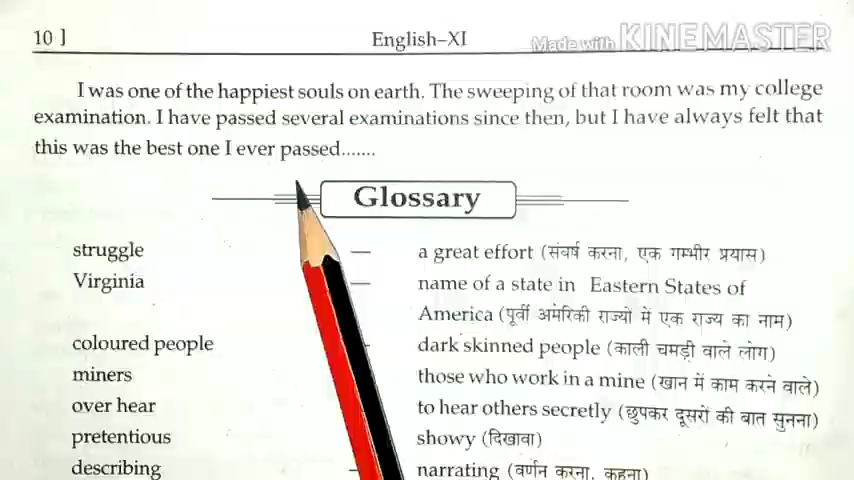 10 ]
English–XI
Made with KINEMASTER
I was one of the happiest souls on earth. The sweeping of that room was my college
examination. I have passed several examinations since then, but I have always felt that
this was the best one I ever passed.......
Glossary
struggle — a great effort (संघर्ष करना, एक गम्भीर प्रयास)
Virginia — name of a state in Eastern States of
America (पूर्वी अमेरिकी राज्यों में एक राज्य का नाम)
coloured people - dark skinned people (काली चमड़ी वाले लोग)
miners those who work in a mine (खान में काम करने वाले)
over hear to hear others secretly (छुपकर दूसरों की बात सुनना)
pretentious showy (दिखावा)
describing – narrating (वर्णन करना, कहना)